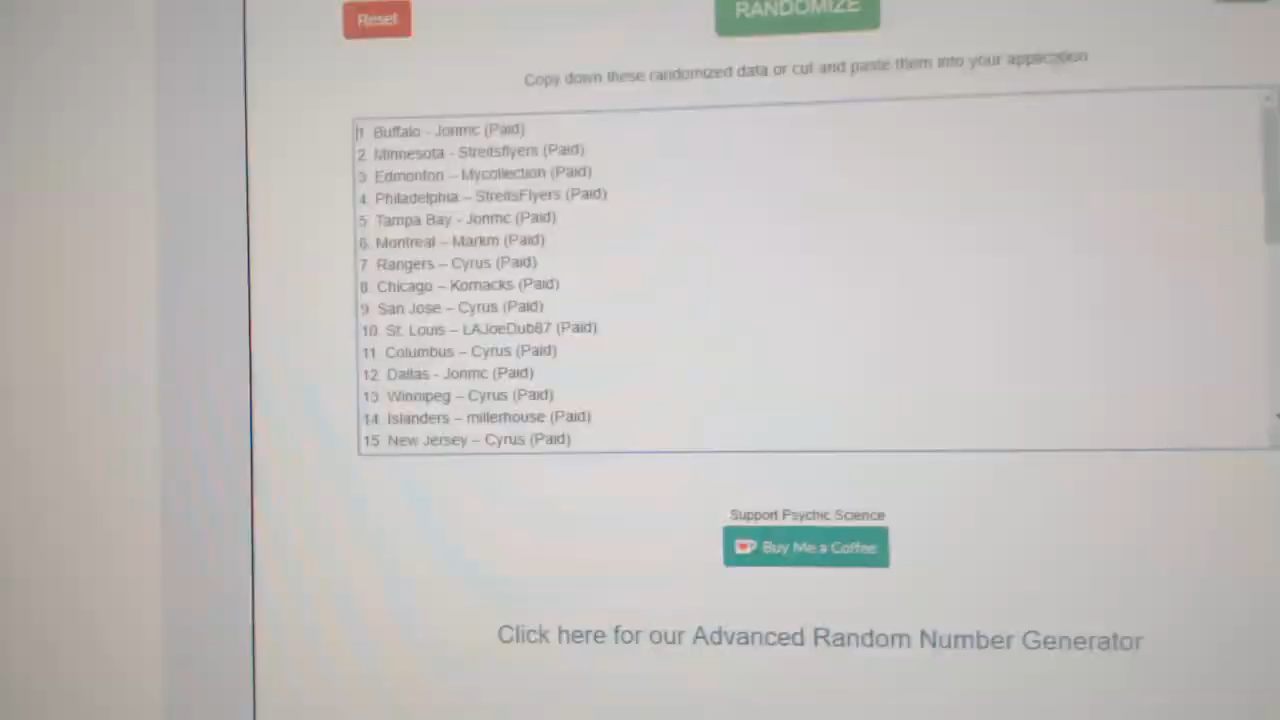 Reset
RANDOMIZE
Copy down these randomized data or cut and paste them into your application
1 Buffalo - Jonmc (Paid)
2 Minnesota - Streitsflyers (Paid)
3 Edmonton – Mycollection (Paid)
4 Philadelphia – StreitsFlyers (Paid)
5 Tampa Bay - Jonmc (Paid)
6 Montreal – Markm (Paid)
7 Rangers – Cyrus (Paid)
8 Chicago – Kornacks (Paid)
9 San Jose – Cyrus (Paid)
10 St. Louis – LAJoeDub87 (Paid)
11 Columbus – Cyrus (Paid)
12 Dallas - Jonmc (Paid)
13 Winnipeg – Cyrus (Paid)
14 Islanders – millerhouse (Paid)
15 New Jersey – Cyrus (Paid)
Support Psychic Science
Buy Me a Coffee
Click here for our Advanced Random Number Generator